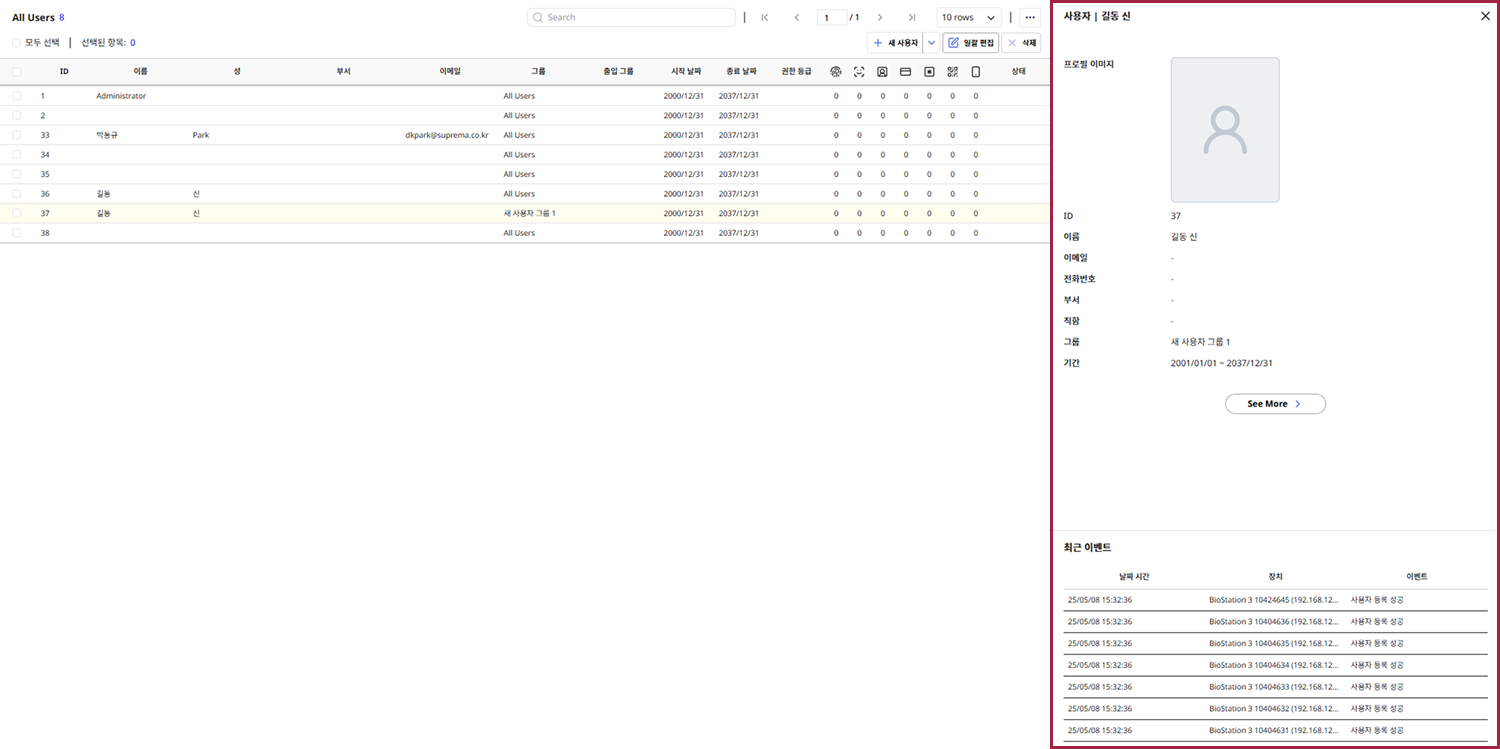 All Users 8
Search
1 / 1
10 rows
모두 선택 선택된 항목: 0
새 사용자 일괄 편집 삭제
ID 이름 성 부서 이메일 그룹 출입 그룹 시작 날짜 종료 날짜 권한 등급 상태
1 Administrator All Users 2000/12/31 2037/12/31 0 0 0 0 0 0 0
2 All Users 2000/12/31 2037/12/31 0 0 0 0 0 0 0
33 박동규 Park dkpark@suprema.co.kr All Users 2000/12/31 2037/12/31 0 0 0 0 0 0 0
34 All Users 2000/12/31 2037/12/31 0 0 0 0 0 0 0
35 All Users 2000/12/31 2037/12/31 0 0 0 0 0 0 0
36 길동 신 All Users 2000/12/31 2037/12/31 0 0 0 0 0 0 0
37 길동 신 새 사용자 그룹 1 2000/12/31 2037/12/31 0 0 0 0 0 0 0
38 All Users 2000/12/31 2037/12/31 0 0 0 0 0 0 0
사용자 | 길동 신
프로필 이미지
ID 37
이름 길동 신
이메일 -
전화번호 -
부서 -
직함 -
그룹 새 사용자 그룹 1
기간 2001/01/01 ~ 2037/12/31
See More
최근 이벤트
날짜 시간 장치 이벤트
25/05/08 15:32:36 BioStation 3 10424645 (192.168.12... 사용자 등록 성공
25/05/08 15:32:36 BioStation 3 10404636 (192.168.12... 사용자 등록 성공
25/05/08 15:32:36 BioStation 3 10404635 (192.168.12... 사용자 등록 성공
25/05/08 15:32:36 BioStation 3 10404634 (192.168.12... 사용자 등록 성공
25/05/08 15:32:36 BioStation 3 10404633 (192.168.12... 사용자 등록 성공
25/05/08 15:32:36 BioStation 3 10404632 (192.168.12... 사용자 등록 성공
25/05/08 15:32:36 BioStation 3 10404631 (192.168.12... 사용자 등록 성공